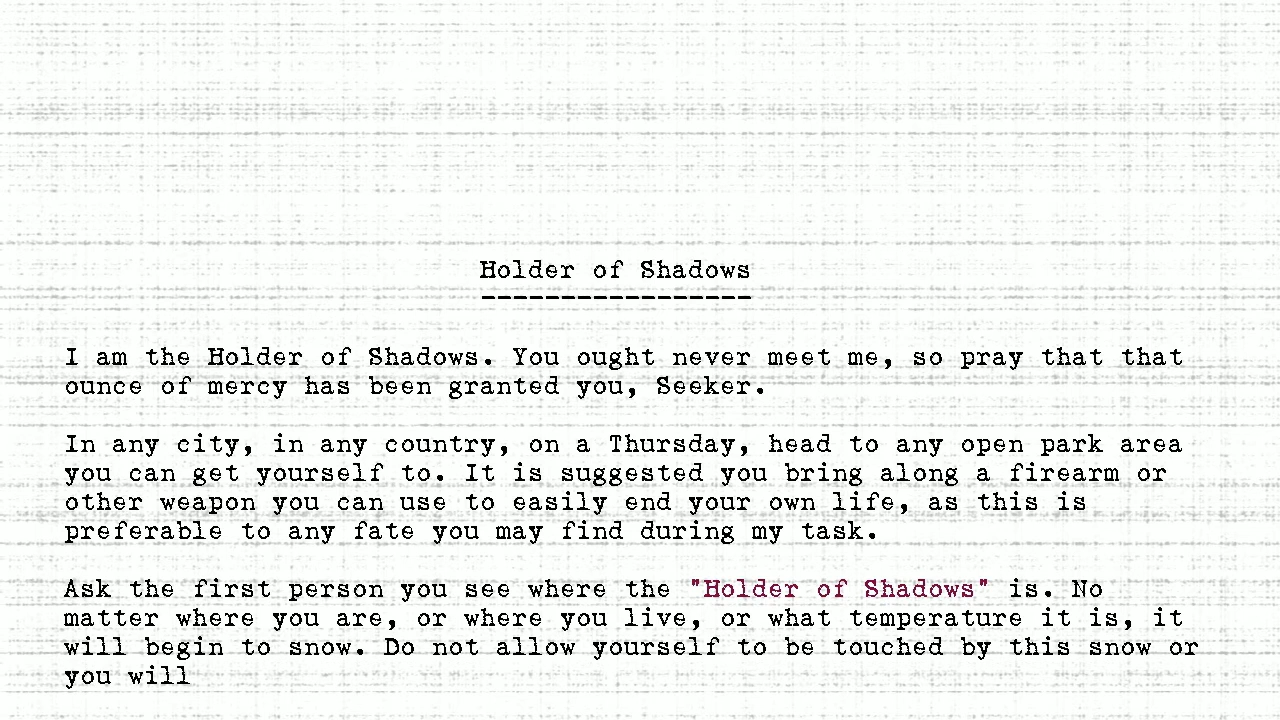 Holder of Shadows
-----------------
I am the Holder of Shadows. You ought never meet me, so pray that that
ounce of mercy has been granted you, Seeker.
In any city, in any country, on a Thursday, head to any open park area
you can get yourself to. It is suggested you bring along a firearm or
other weapon you can use to easily end your own life, as this is
preferable to any fate you may find during my task.
Ask the first person you see where the "Holder of Shadows" is. No
matter where you are, or where you live, or what temperature it is, it
will begin to snow. Do not allow yourself to be touched by this snow or
you will